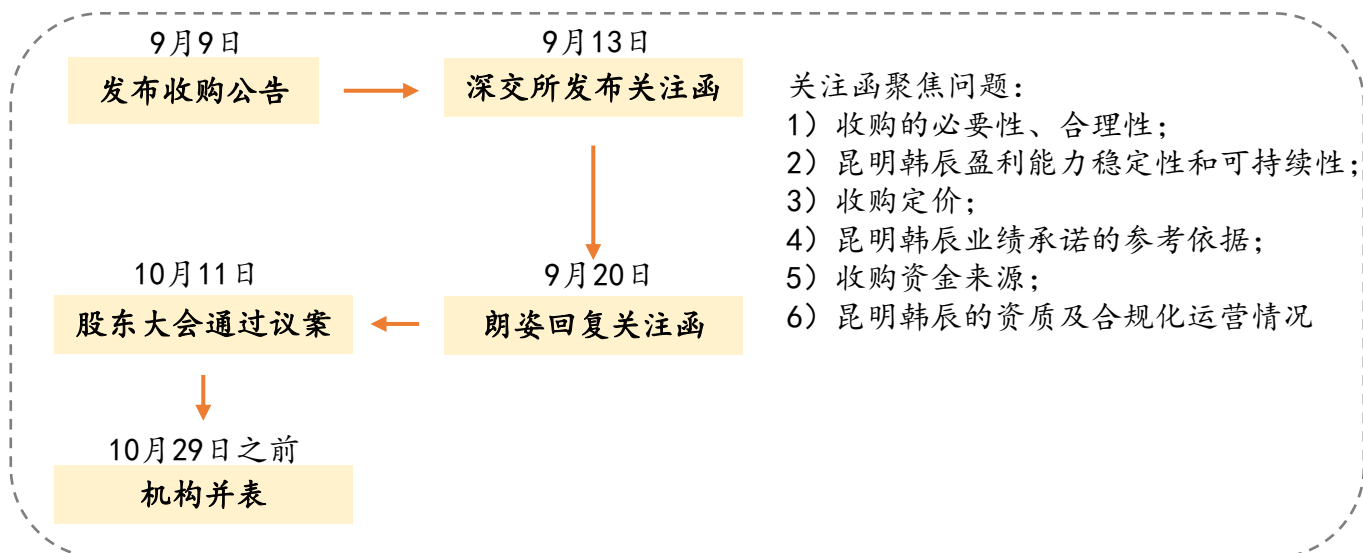 9月9日
发布收购公告
9月13日
深交所发布关注函
9月20日
朗姿回复关注函
10月11日
股东大会通过议案
10月29日之前
机构并表
关注函聚焦问题：
1）收购的必要性、合理性；
2）昆明韩辰盈利能力稳定性和可持续性；
3）收购定价；
4）昆明韩辰业绩承诺的参考依据；
5）收购资金来源；
6）昆明韩辰的资质及合规化运营情况